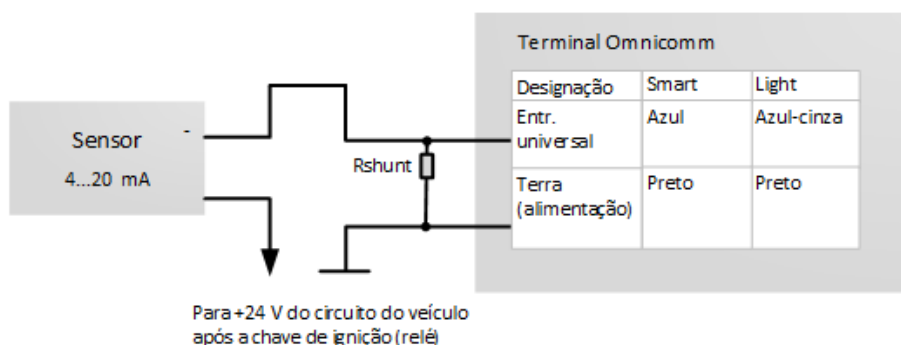 Terminal Omnicomm
Designação Smart Light
Entr. universal Azul Azul-cinza
Terra (alimentação) Preto Preto
Sensor -
4...20 mA
Rshunt
Para +24 V do circuito do veículo
após a chave de ignição (relé)